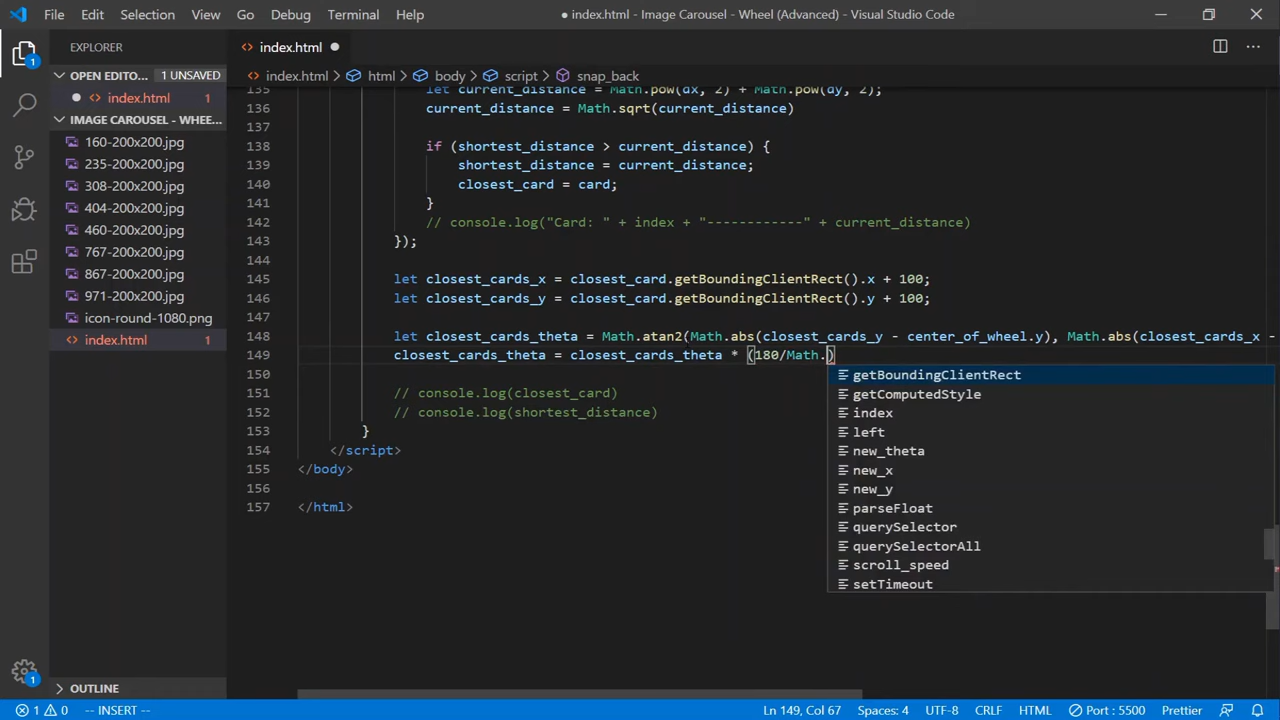 File Edit Selection View Go Debug Terminal Help
● index.html - Image Carousel - Wheel (Advanced) - Visual Studio Code
EXPLORER
OPEN EDITO... 1 UNSAVED
index.html 1
IMAGE CAROUSEL - WHE...
160-200x200.jpg
235-200x200.jpg
308-200x200.jpg
404-200x200.jpg
460-200x200.jpg
767-200x200.jpg
867-200x200.jpg
971-200x200.jpg
icon-round-1080.png
index.html 1
OUTLINE
1
1
index.html
index.html > html > body > script > snap_back
135 let current_distance = Math.pow(dx, 2) + Math.pow(dy, 2);
136 current_distance = Math.sqrt(current_distance)
137
138 if (shortest_distance > current_distance) {
139 shortest_distance = current_distance;
140 closest_card = card;
141 }
142 // console.log("Card: " + index + "------------" + current_distance)
143 });
144
145 let closest_cards_x = closest_card.getBoundingClientRect().x + 100;
146 let closest_cards_y = closest_card.getBoundingClientRect().y + 100;
147
148 let closest_cards_theta = Math.atan2(Math.abs(closest_cards_y - center_of_wheel.y), Math.abs(closest_cards_x -
149 closest_cards_theta = closest_cards_theta * (180/Math.)
150
151 // console.log(closest_card)
152 // console.log(shortest_distance)
153 }
154 </script>
155 </body>
156
157 </html>
getBoundingClientRect
getComputedStyle
index
left
new_theta
new_x
new_y
parseFloat
querySelector
querySelectorAll
scroll_speed
setTimeout
1 0 -- INSERT -- Ln 149, Col 67 Spaces: 4 UTF-8 CRLF HTML Port : 5500 Prettier